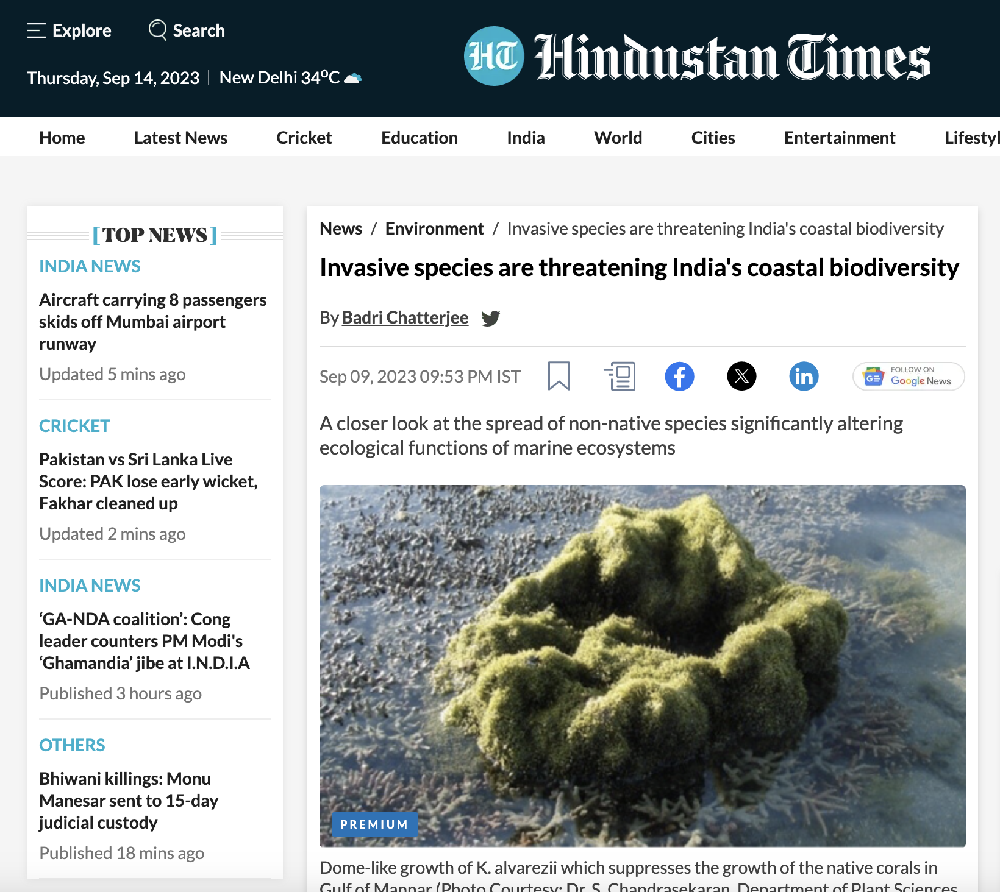 Explore
Search
HT Hindustan Times
Thursday, Sep 14, 2023 | New Delhi 34°C
Home Latest News Cricket Education India World Cities Entertainment Lifestyl
[TOP NEWS]
INDIA NEWS
Aircraft carrying 8 passengers
skids off Mumbai airport
runway
Updated 5 mins ago
CRICKET
Pakistan vs Sri Lanka Live
Score: PAK lose early wicket,
Fakhar cleaned up
Updated 2 mins ago
INDIA NEWS
‘GA-NDA coalition’: Cong
leader counters PM Modi's
‘Ghamandia’ jibe at I.N.D.I.A
Published 3 hours ago
OTHERS
Bhiwani killings: Monu
Manesar sent to 15-day
judicial custody
Published 18 mins ago
News / Environment / Invasive species are threatening India's coastal biodiversity
Invasive species are threatening India's coastal biodiversity
By Badri Chatterjee
Sep 09, 2023 09:53 PM IST
FOLLOW ON
Google News
A closer look at the spread of non-native species significantly altering
ecological functions of marine ecosystems
PREMIUM
Dome-like growth of K. alvarezii which suppresses the growth of the native corals in
Gulf of Mannar (Photo Courtesy: Dr. S. Chandrasekaran, Department of Plant Sciences